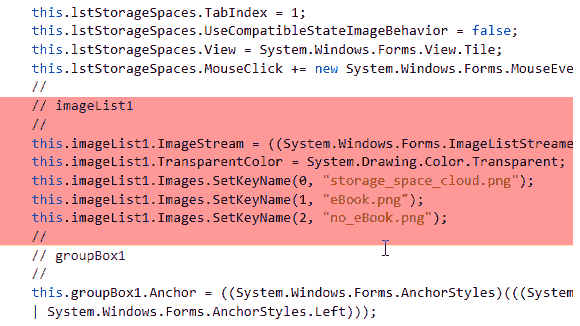 this.lstStorageSpaces.TabIndex = 1;
this.lstStorageSpaces.UseCompatibleStateImageBehavior = false;
this.lstStorageSpaces.View = System.Windows.Forms.View.Tile;
this.lstStorageSpaces.MouseClick += new System.Windows.Forms.MouseEve
//
// imageList1
//
this.imageList1.ImageStream = ((System.Windows.Forms.ImageListStreame
this.imageList1.TransparentColor = System.Drawing.Color.Transparent;
this.imageList1.Images.SetKeyName(0, "storage_space_cloud.png");
this.imageList1.Images.SetKeyName(1, "eBook.png");
this.imageList1.Images.SetKeyName(2, "no_eBook.png");
//
// groupBox1
//
this.groupBox1.Anchor = ((System.Windows.Forms.AnchorStyles)(((System
| System.Windows.Forms.AnchorStyles.Left)));